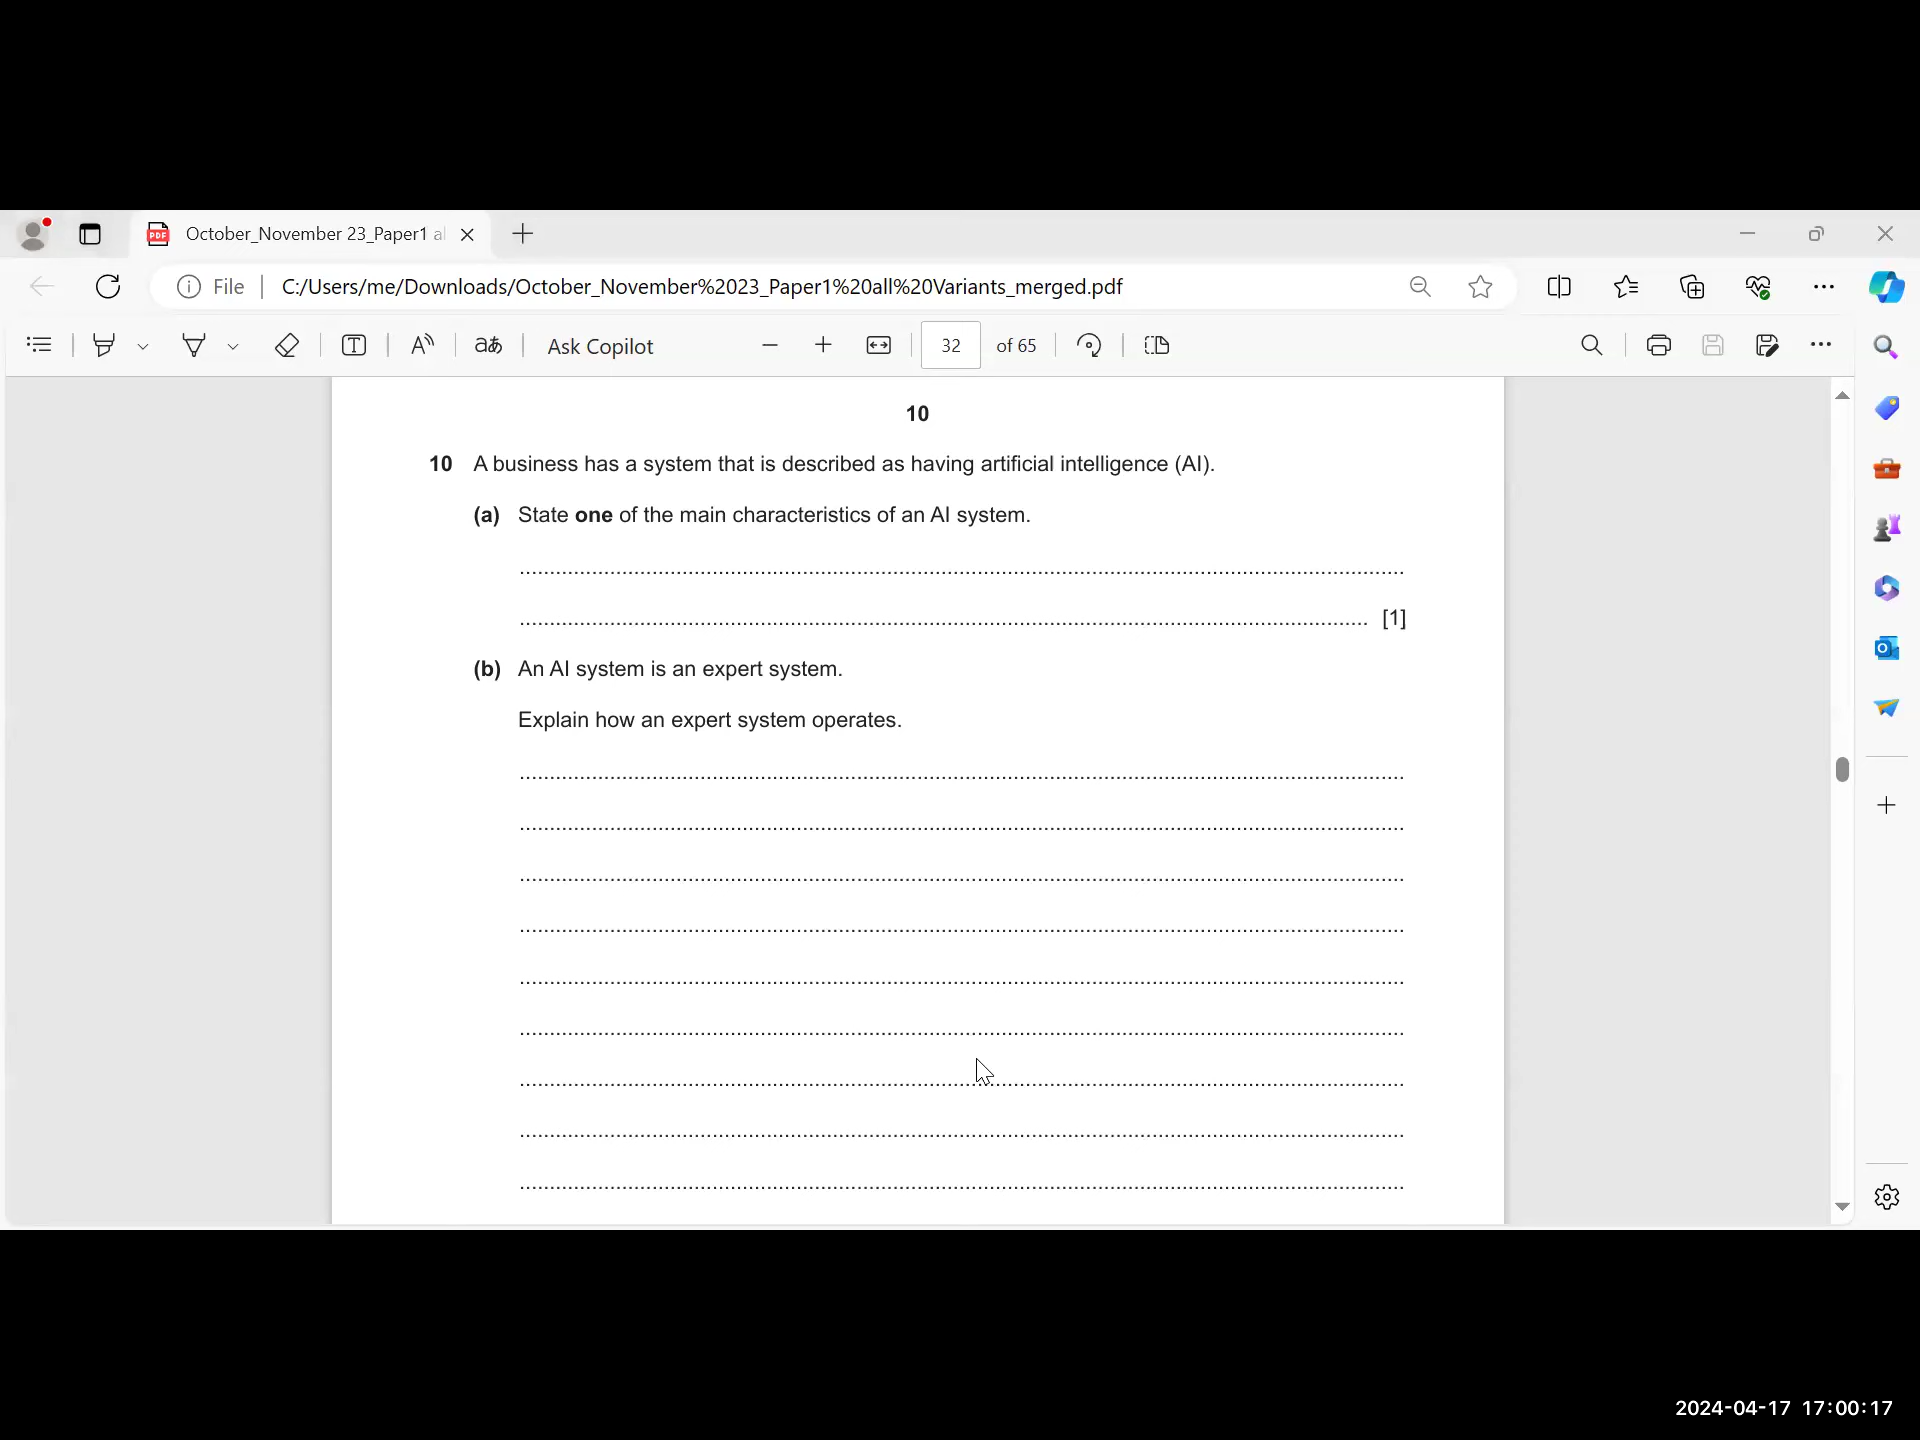 October_November 23_Paper1 al
File
C:/Users/me/Downloads/October_November%2023_Paper1%20all%20Variants_merged.pdf
Ask Copilot
32 of 65
10
10 A business has a system that is described as having artificial intelligence (AI).
(a) State one of the main characteristics of an AI system.
..........................................................................................................................................
.................................................................................................................................. [1]
(b) An AI system is an expert system.
Explain how an expert system operates.
..........................................................................................................................................
..........................................................................................................................................
..........................................................................................................................................
..........................................................................................................................................
..........................................................................................................................................
..........................................................................................................................................
..........................................................................................................................................
..........................................................................................................................................
..........................................................................................................................................
2024-04-17 17:00:17